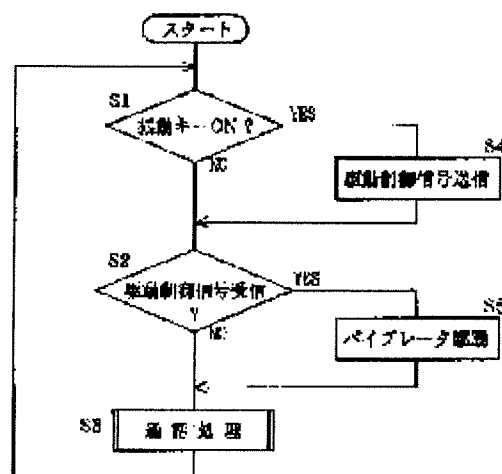 スタート
S1
振動キーON?
YES
NO
S4
駆動制御信号送信
S2
駆動制御信号受信
?
YES
NO
S5
バイブレータ駆動
S3
通話処理